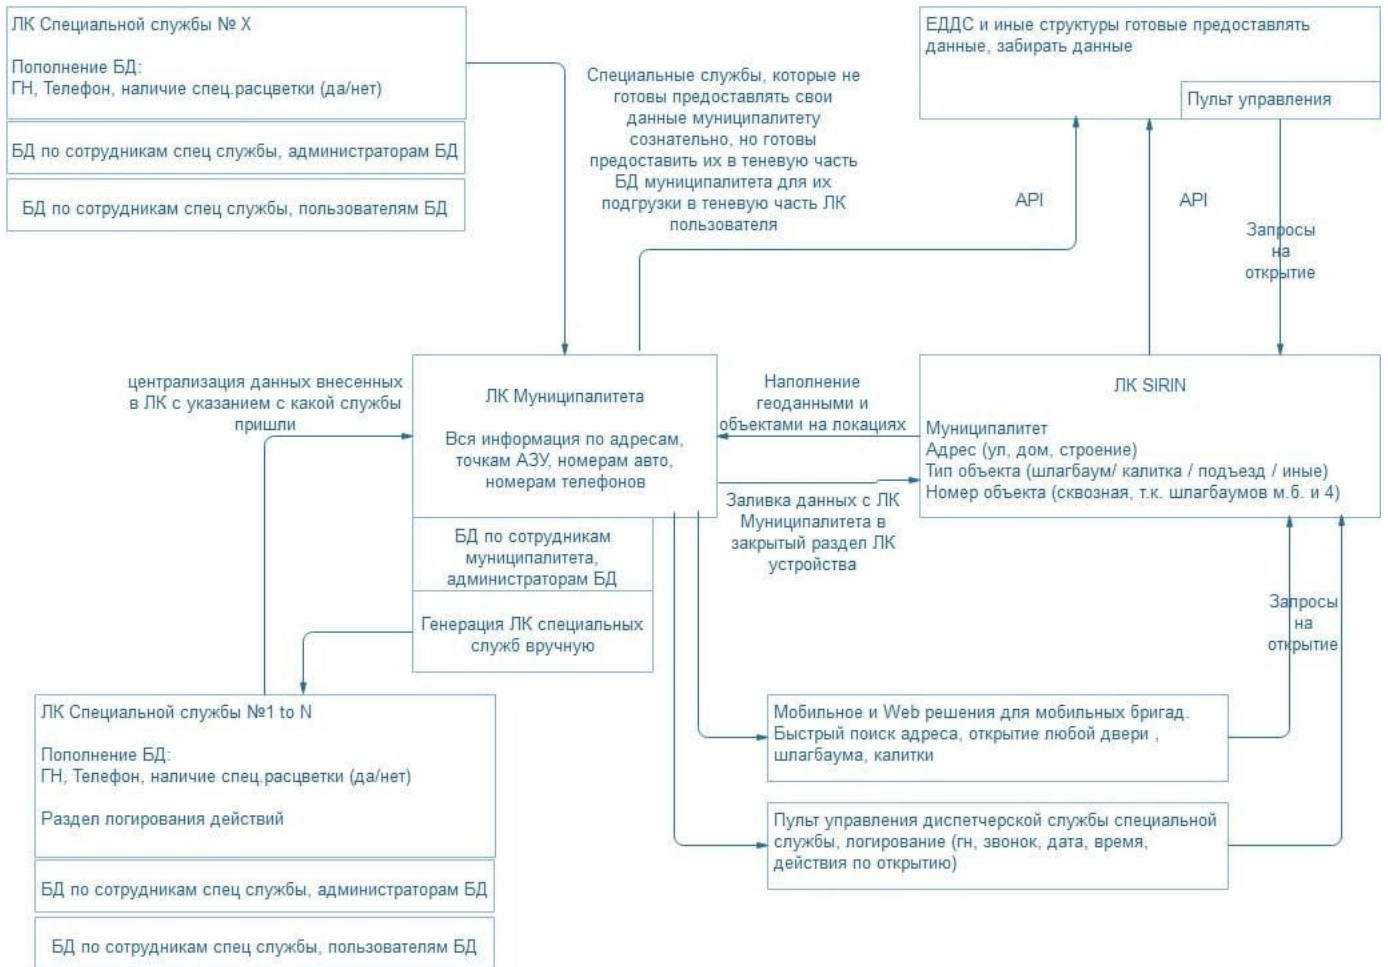 ЛК Специальной службы № X
Пополнение БД:
ГН, Телефон, наличие спец.расцветки (да/нет)
БД по сотрудникам спец службы, администраторам БД
БД по сотрудникам спец службы, пользователям БД
Специальные службы, которые не
готовы предоставлять свои
данные муниципалитету
сознательно, но готовы
предоставить их в теневую часть
БД муниципалитета для их
подгрузки в теневую часть ЛК
пользователя
ЕДДС и иные структуры готовые предоставлять
данные, забирать данные
Пульт управления
API
API
Запросы
на
открытие
централизация данных внесенных
в ЛК с указанием с какой службы
пришли
ЛК Муниципалитета
Вся информация по адресам,
точкам АЗУ, номерам авто,
номерам телефонов
БД по сотрудникам
муниципалитета,
администраторам БД
Генерация ЛК специальных
служб вручную
Наполнение
геоданными и
объектами на локациях
Заливка данных с ЛК
Муниципалитета в
закрытый раздел ЛК
устройства
ЛК SIRIN
Муниципалитет
Адрес (ул, дом, строение)
Тип объекта (шлагбаум/ калитка / подъезд / иные)
Номер объекта (сквозная, т.к. шлагбаумов м.б. и 4)
Запросы
на
открытие
ЛК Специальной службы №1 to N
Пополнение БД:
ГН, Телефон, наличие спец.расцветки (да/нет)
Раздел логирования действий
БД по сотрудникам спец службы, администраторам БД
БД по сотрудникам спец службы, пользователям БД
Мобильное и Web решения для мобильных бригад.
Быстрый поиск адреса, открытие любой двери ,
шлагбаума, калитки
Пульт управления диспетчерской службы специальной
службы, логирование (гн, звонок, дата, время,
действия по открытию)